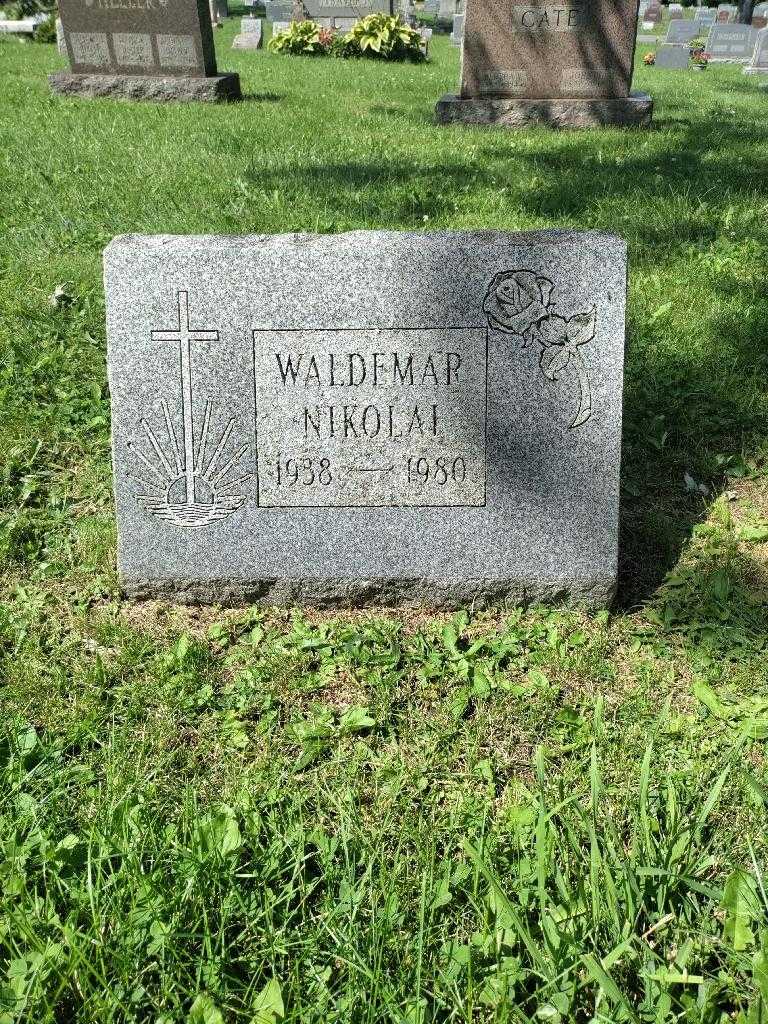 CATE
WALDEMAR
NIKOLAI
1938 — 1980